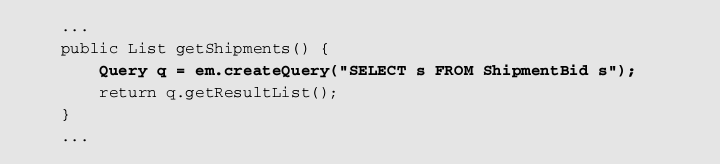 ...
public List getShipments() {
    Query q = em.createQuery("SELECT s FROM ShipmentBid s");
    return q.getResultList();
}
...